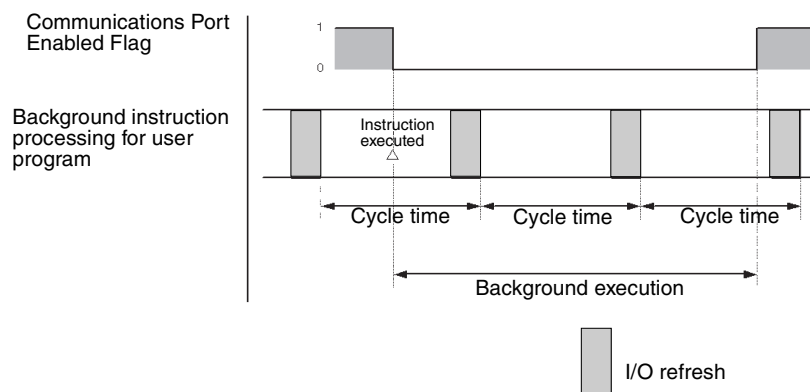 Communications Port
Enabled Flag
1
0
Background instruction
processing for user
program
Instruction
executed
Cycle time
Cycle time
Cycle time
Background execution
I/O refresh